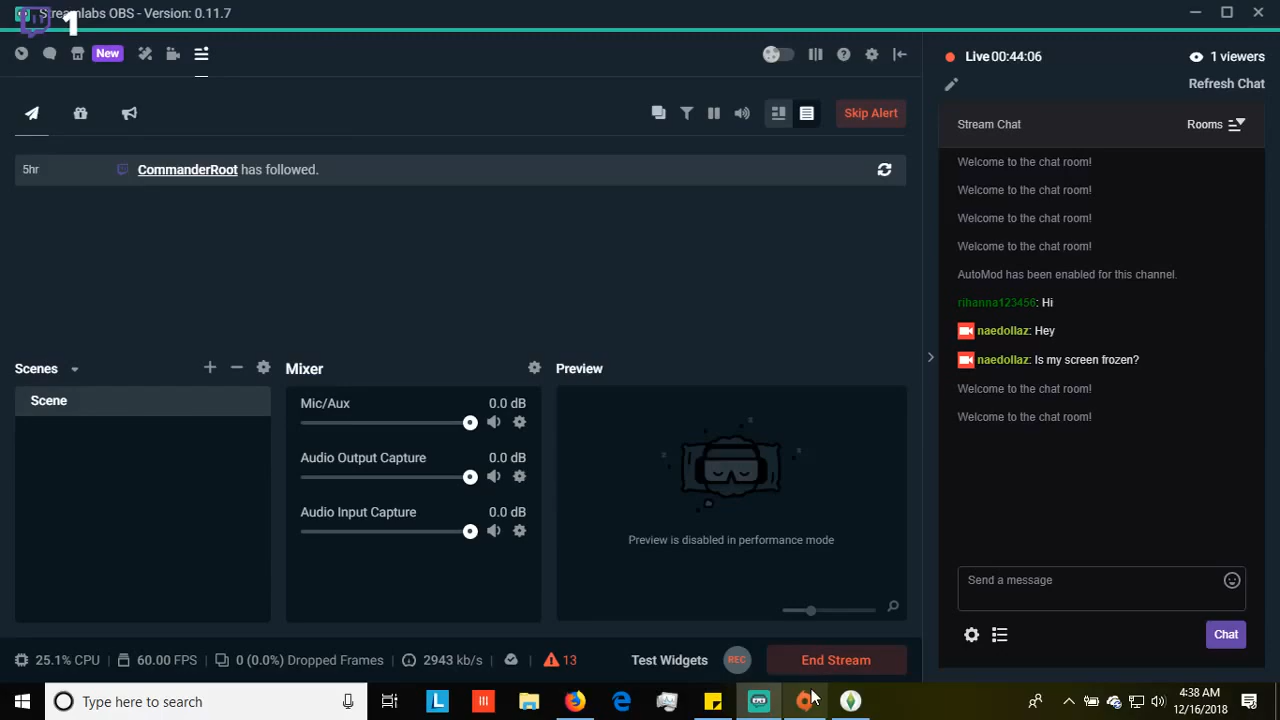 Streamlabs OBS - Version: 0.11.7
1
New
Live 00:44:06
1 viewers
Refresh Chat
Skip Alert
Stream Chat
Rooms
5hr
CommanderRoot has followed.
Welcome to the chat room!
Welcome to the chat room!
Welcome to the chat room!
Welcome to the chat room!
AutoMod has been enabled for this channel.
rihanna123456: Hi
naedollaz: Hey
naedollaz: Is my screen frozen?
Welcome to the chat room!
Welcome to the chat room!
Scenes
Scene
Mixer
Mic/Aux 0.0 dB
Audio Output Capture 0.0 dB
Audio Input Capture 0.0 dB
Preview
Preview is disabled in performance mode
Send a message
Chat
25.1% CPU
60.00 FPS
0 (0.0%) Dropped Frames
2943 kb/s
13
Test Widgets
REC
End Stream
Type here to search
L
4:38 AM
12/16/2018